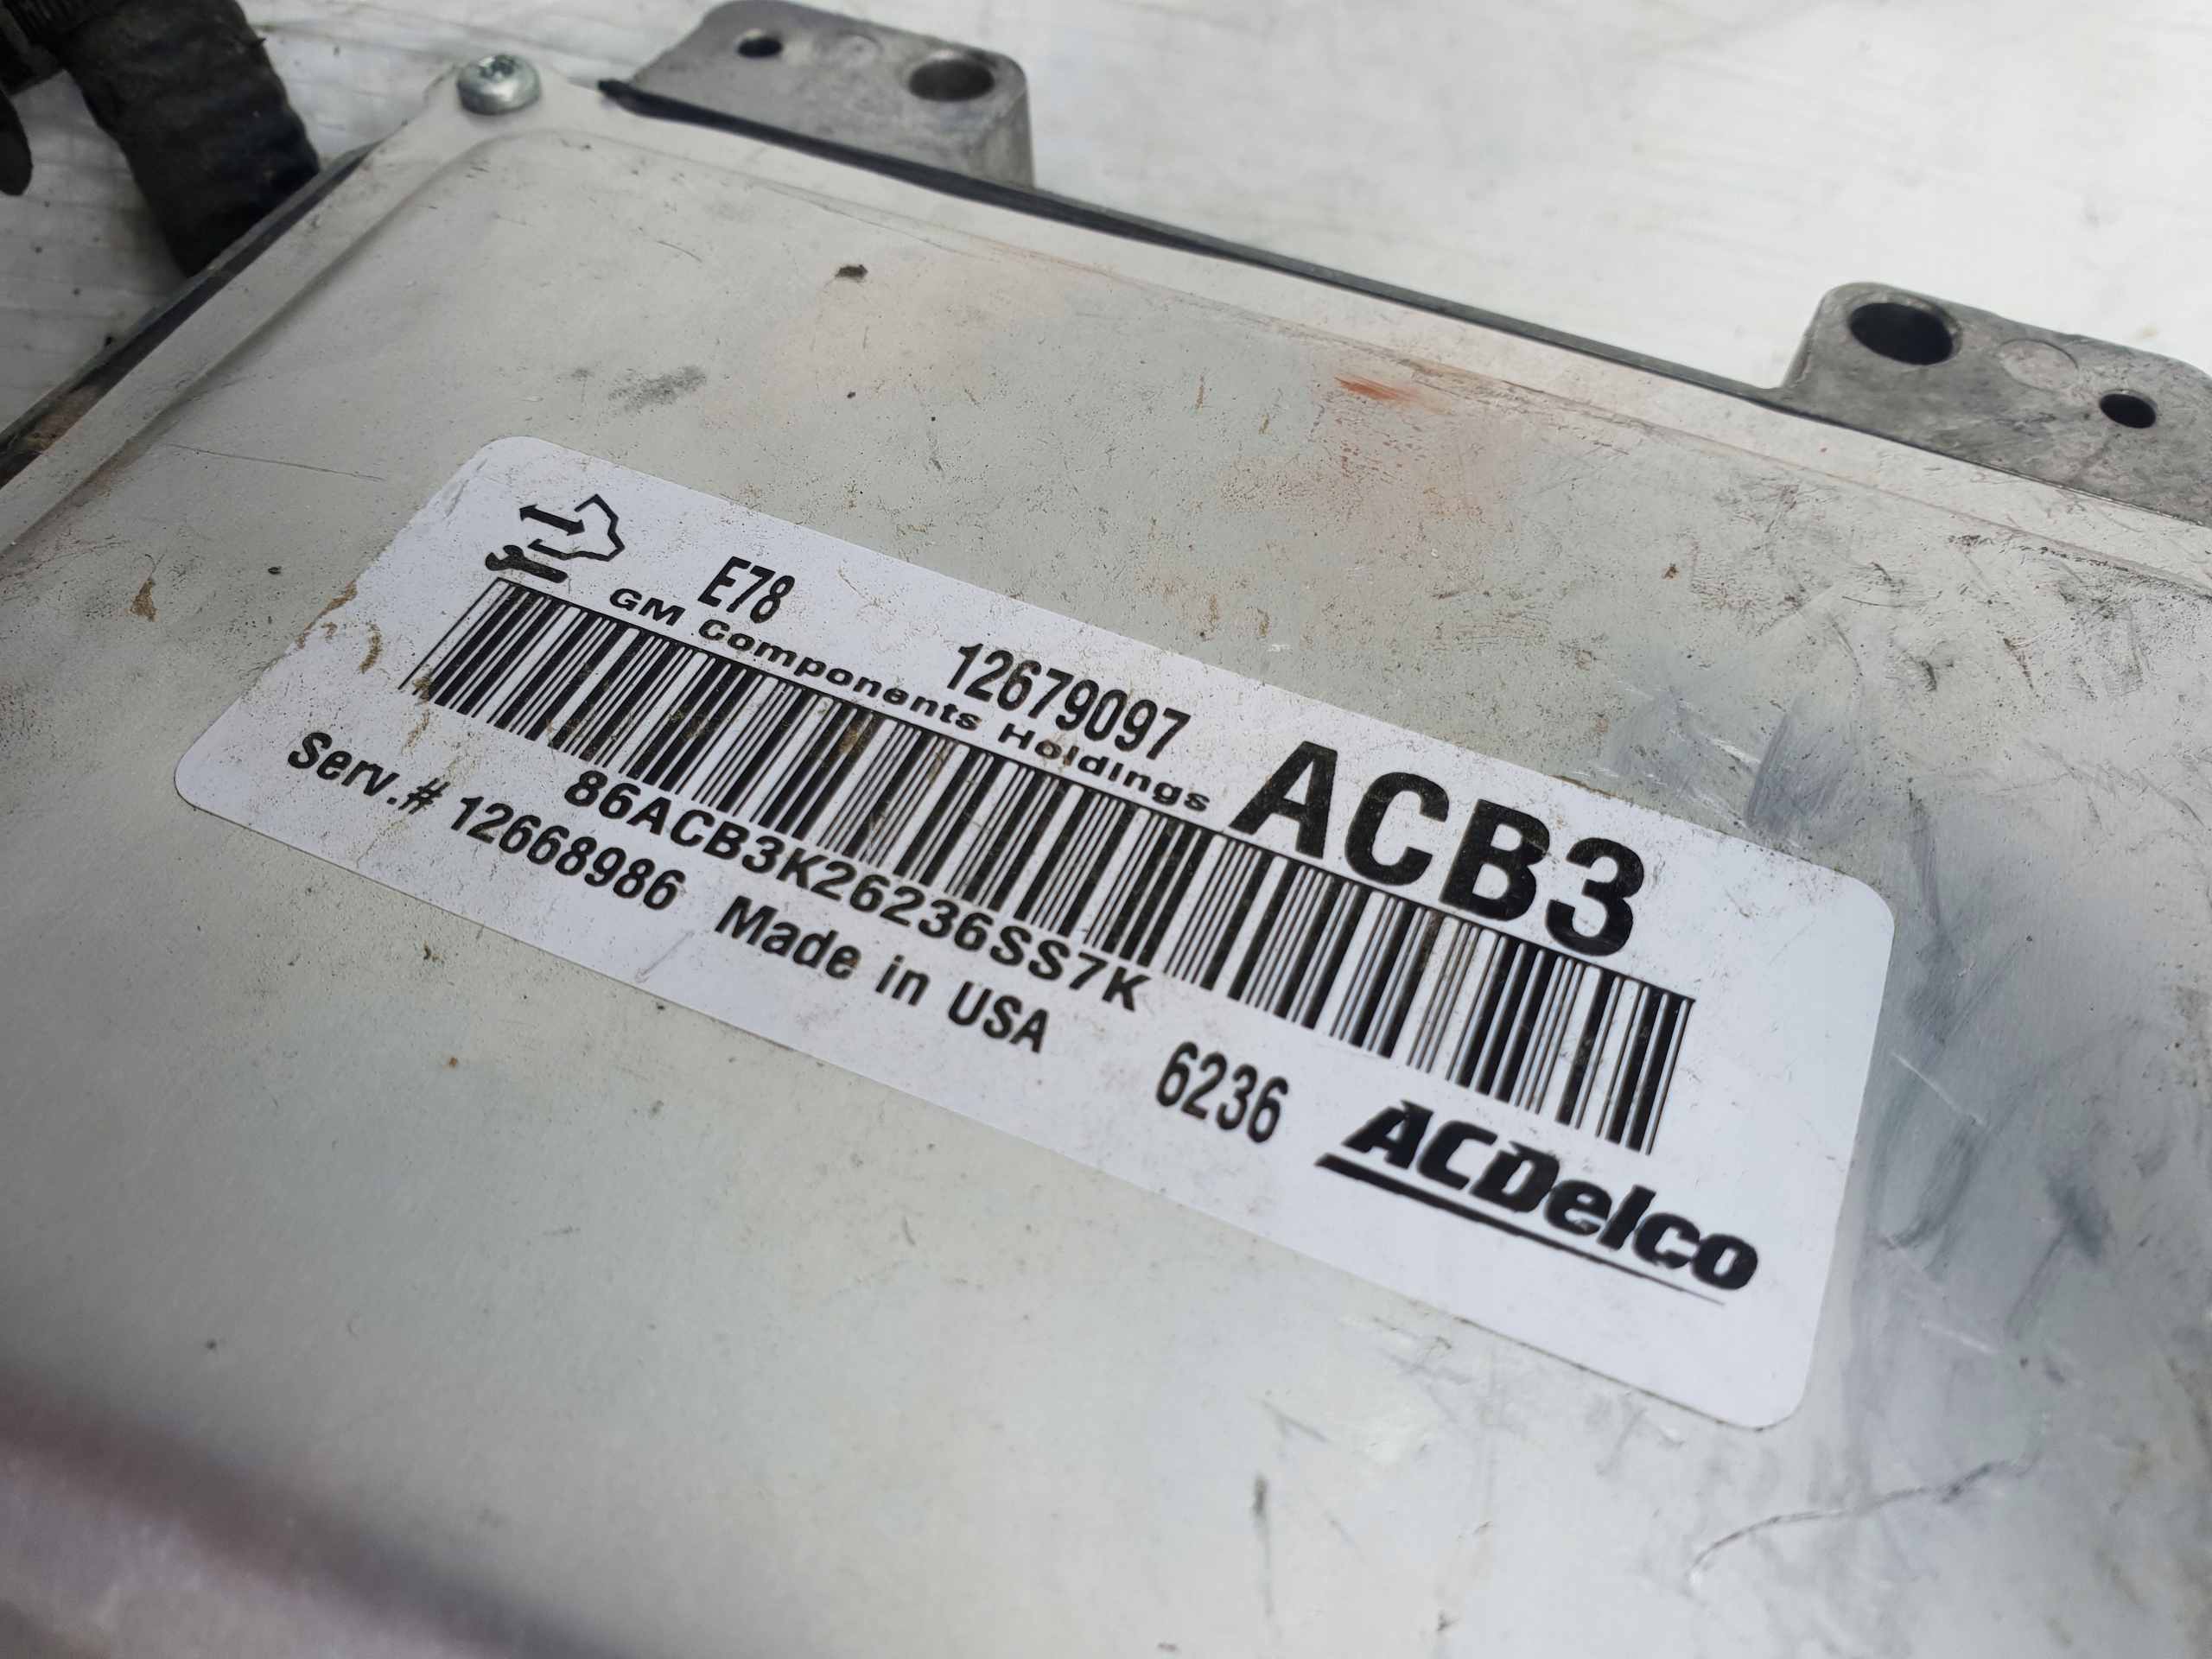 E78
12679097
GM Components Holdings
ACB3
86ACB3K26236SS7K
Serv.# 12668986 Made in USA 6236
ACDelco